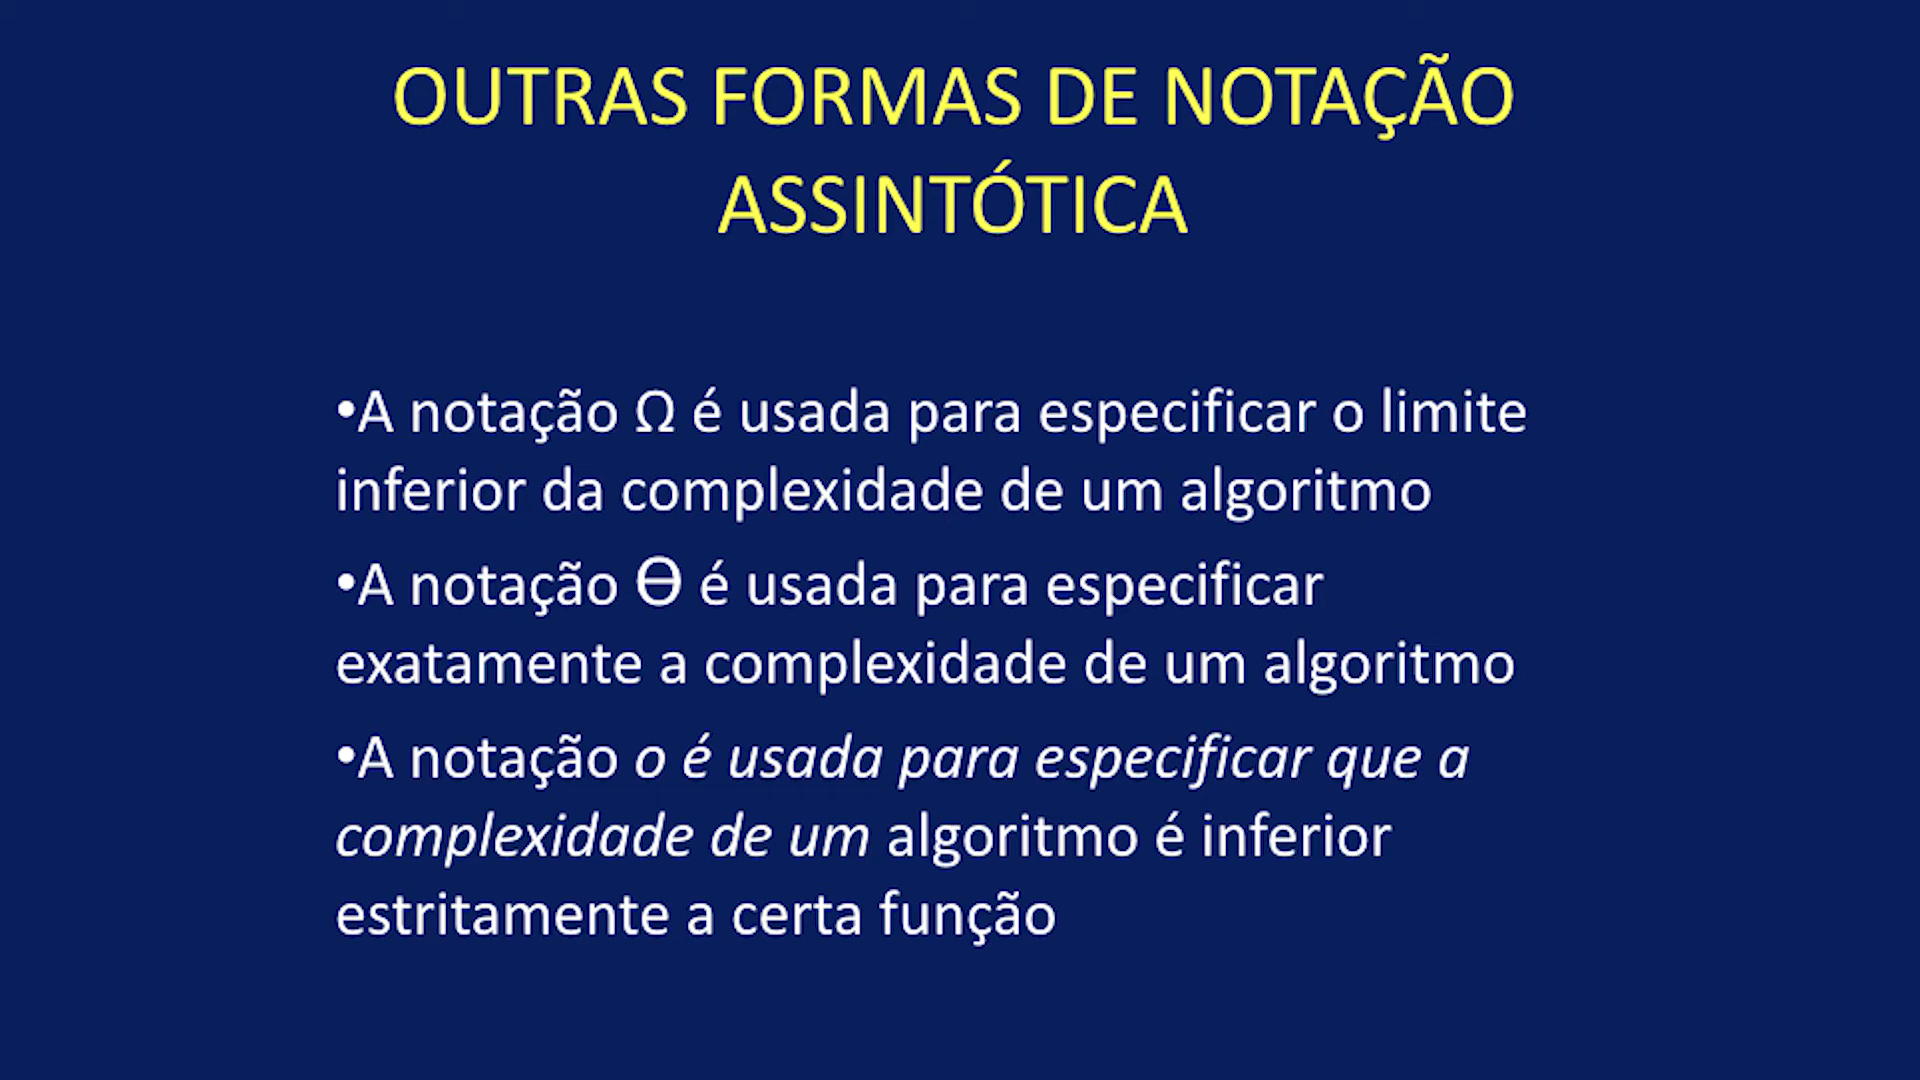 OUTRAS FORMAS DE NOTAÇÃO
ASSINTÓTICA
•A notação Ω é usada para especificar o limite
inferior da complexidade de um algoritmo
•A notação ϴ é usada para especificar
exatamente a complexidade de um algoritmo
•A notação o é usada para especificar que a
complexidade de um algoritmo é inferior
estritamente a certa função